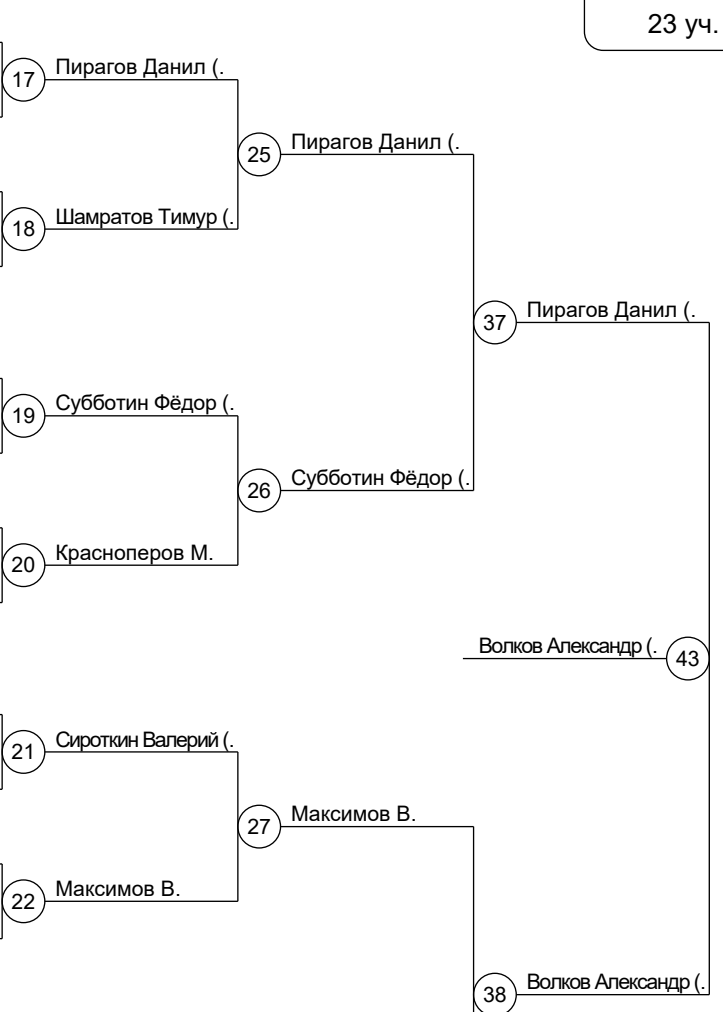 23 уч.
17 Пирагов Данил (.
25 Пирагов Данил (.
18 Шамратов Тимур (.
37 Пирагов Данил (.
19 Субботин Фёдор (.
26 Субботин Фёдор (.
20 Красноперов М.
Волков Александр (. 43
21 Сироткин Валерий (.
27 Максимов В.
22 Максимов В.
38 Волков Александр (.